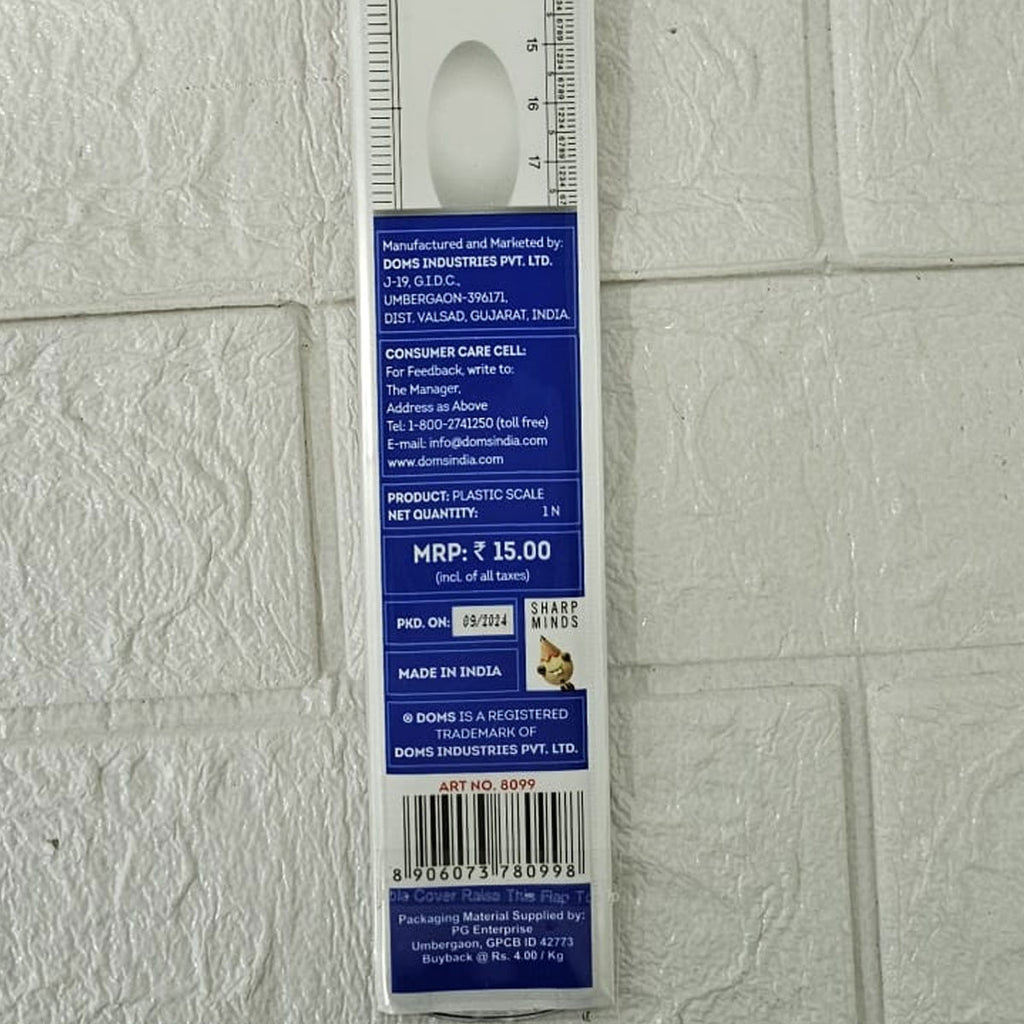 15
16
17
Manufactured and Marketed by:
DOMS INDUSTRIES PVT. LTD.
J-19, G.I.D.C.,
UMBERGAON-396171,
DIST. VALSAD, GUJARAT, INDIA.
CONSUMER CARE CELL:
For Feedback, write to:
The Manager,
Address as Above
Tel: 1-800-2741250 (toll free)
E-mail: info@domsindia.com
www.domsindia.com
PRODUCT: PLASTIC SCALE
NET QUANTITY: 1 N
MRP: ₹ 15.00
(incl. of all taxes)
PKD. ON: 09/2024
SHARP
MINDS
MADE IN INDIA
® DOMS IS A REGISTERED
TRADEMARK OF
DOMS INDUSTRIES PVT. LTD.
ART NO. 8099
8 906073 780998
Cover Raise This Flap
Packaging Material Supplied by:
PG Enterprise
Umbergaon, GPCB ID 42773
Buyback @ Rs. 4.00 / Kg